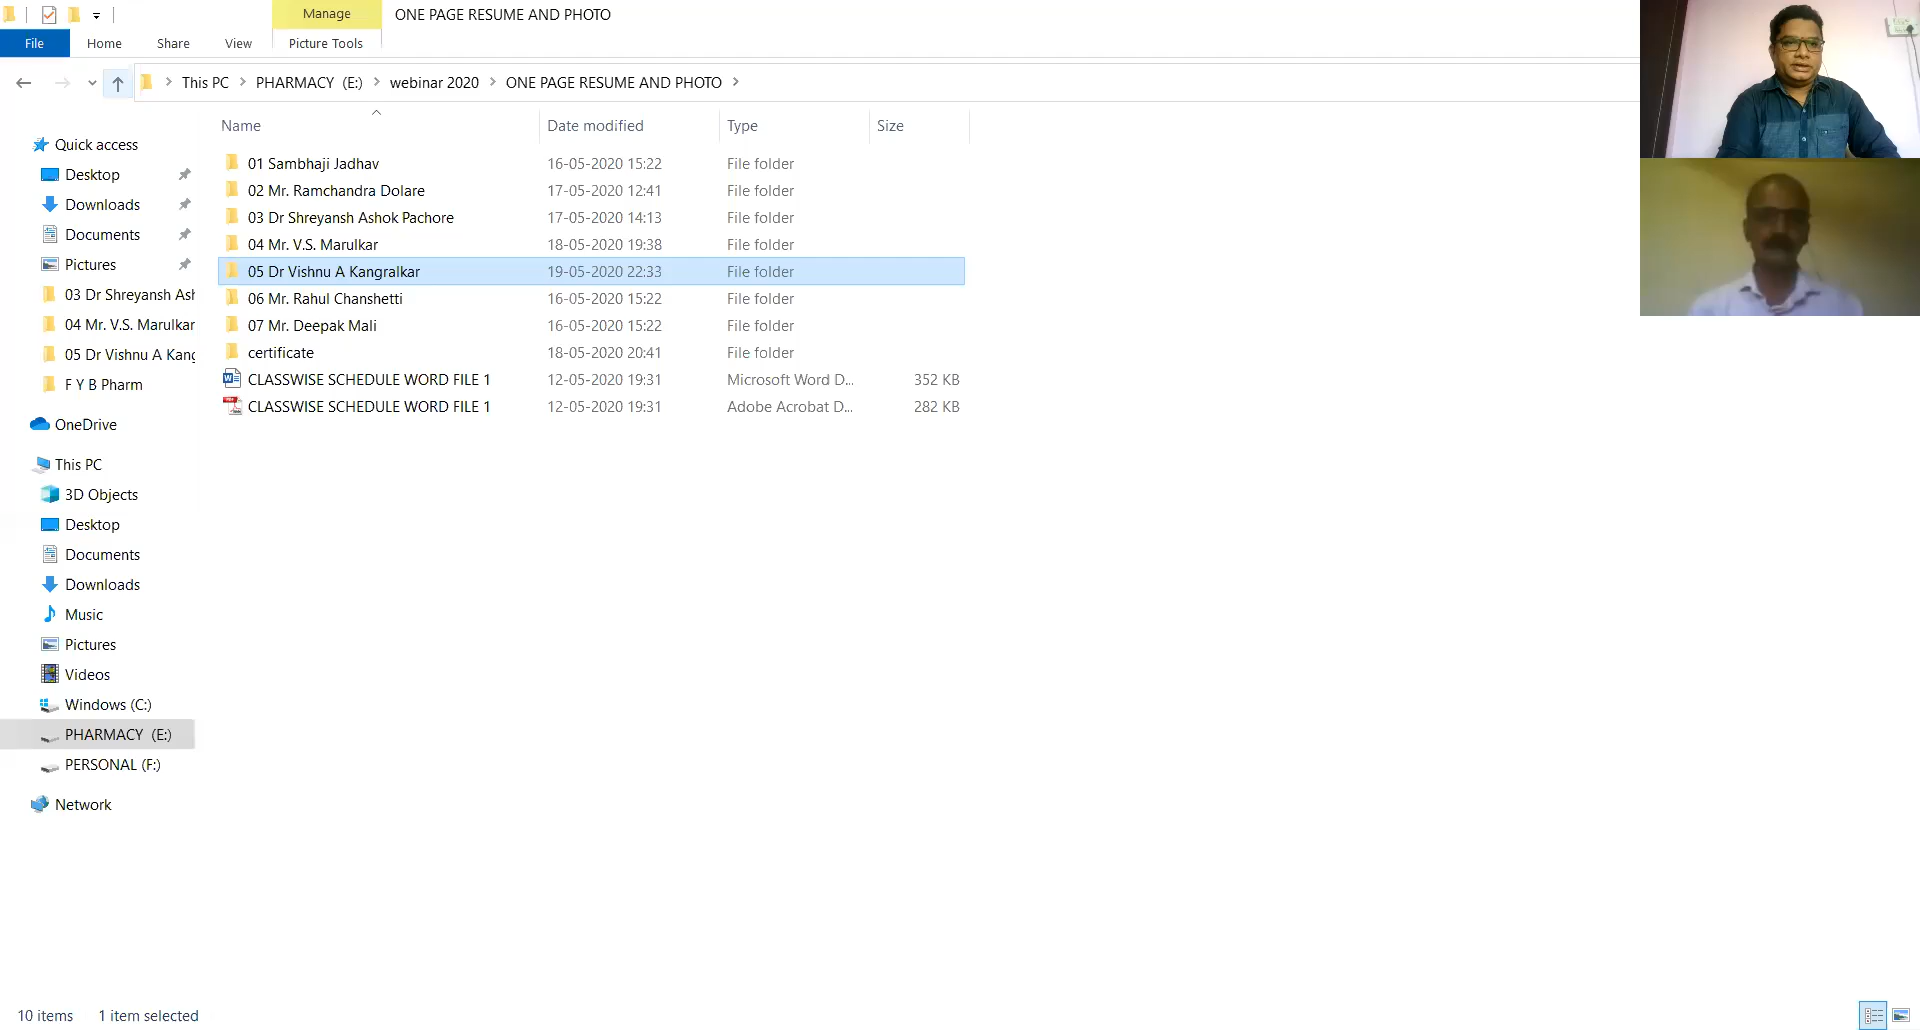 Manage
ONE PAGE RESUME AND PHOTO
File
Home
Share
View
Picture Tools
This PC
PHARMACY (E:)
webinar 2020
ONE PAGE RESUME AND PHOTO
Name
Date modified
Type
Size
Quick access
Desktop
Downloads
Documents
Pictures
03 Dr Shreyansh Ash
04 Mr. V.S. Marulkar
05 Dr Vishnu A Kang
F Y B Pharm
OneDrive
This PC
3D Objects
Desktop
Documents
Downloads
Music
Pictures
Videos
Windows (C:)
PHARMACY (E:)
PERSONAL (F:)
Network
01 Sambhaji Jadhav 16-05-2020 15:22 File folder
02 Mr. Ramchandra Dolare 17-05-2020 12:41 File folder
03 Dr Shreyansh Ashok Pachore 17-05-2020 14:13 File folder
04 Mr. V.S. Marulkar 18-05-2020 19:38 File folder
05 Dr Vishnu A Kangralkar 19-05-2020 22:33 File folder
06 Mr. Rahul Chanshetti 16-05-2020 15:22 File folder
07 Mr. Deepak Mali 16-05-2020 15:22 File folder
certificate 18-05-2020 20:41 File folder
CLASSWISE SCHEDULE WORD FILE 1 12-05-2020 19:31 Microsoft Word D... 352 KB
CLASSWISE SCHEDULE WORD FILE 1 12-05-2020 19:31 Adobe Acrobat D... 282 KB
10 items 1 item selected